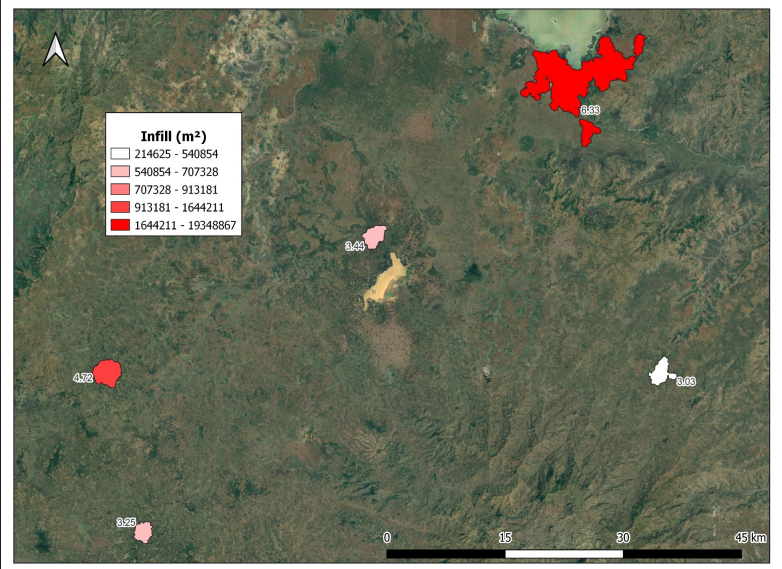 6.33
Infill (m²)
214625 - 540854
540854 - 707328
707328 - 913181
913181 - 1644211
1644211 - 19348867
3.44
4.72
3.03
3.25
0 15 30 45 km